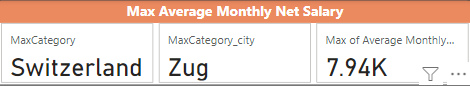 Max Average Monthly Net Salary
MaxCategory
Switzerland
MaxCategory_city
Zug
Max of Average Monthly...
7.94K